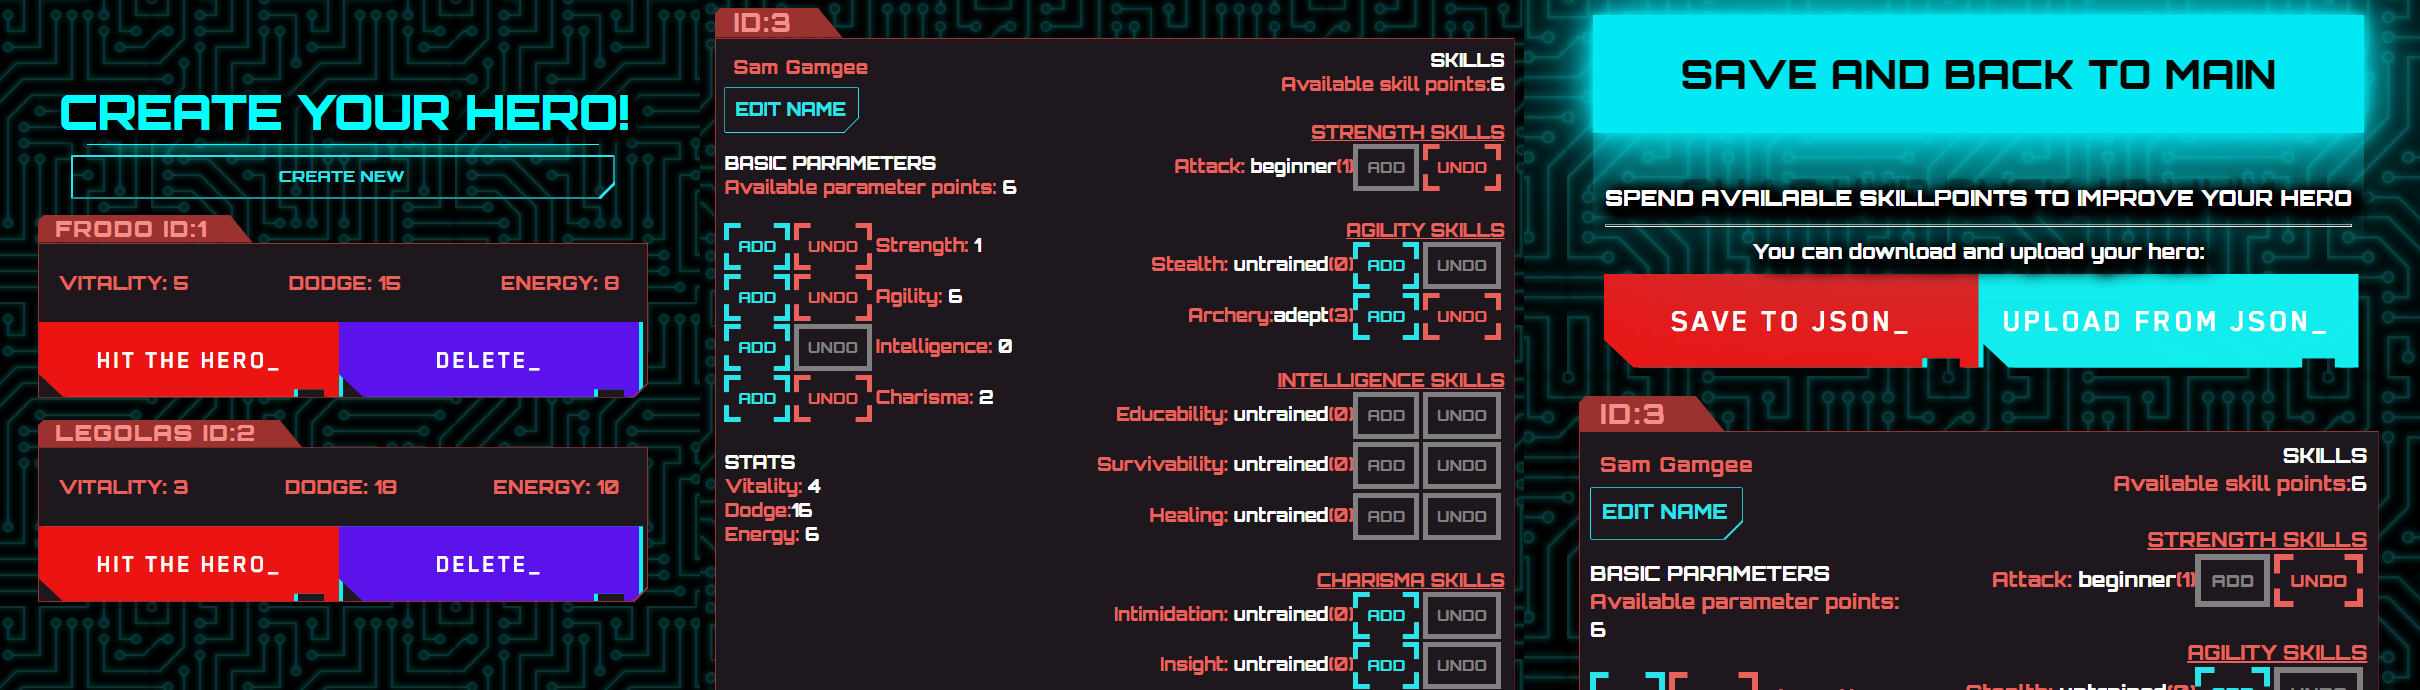 CREATE YOUR HERO!
CREATE NEW
FRODO ID:1
VITALITY: 5 DODGE: 15 ENERGY: 8
HIT THE HERO_ DELETE_
LEGOLAS ID:2
VITALITY: 3 DODGE: 18 ENERGY: 10
HIT THE HERO_ DELETE_
ID:3
Sam Gamgee
EDIT NAME
BASIC PARAMETERS
Available parameter points: 6
ADD UNDO Strength: 1
ADD UNDO Agility: 6
ADD UNDO Intelligence: 0
ADD UNDO Charisma: 2
STATS
Vitality: 4
Dodge:16
Energy: 6
SKILLS
Available skill points:6
STRENGTH SKILLS
Attack: beginner(1) ADD UNDO
AGILITY SKILLS
Stealth: untrained(0) ADD UNDO
Archery:adept(3) ADD UNDO
INTELLIGENCE SKILLS
Educability: untrained(0) ADD UNDO
Survivability: untrained(0) ADD UNDO
Healing: untrained(0) ADD UNDO
CHARISMA SKILLS
Intimidation: untrained(0) ADD UNDO
Insight: untrained(0) ADD UNDO
SAVE AND BACK TO MAIN
SPEND AVAILABLE SKILLPOINTS TO IMPROVE YOUR HERO
You can download and upload your hero:
SAVE TO JSON_ UPLOAD FROM JSON_
ID:3
Sam Gamgee
EDIT NAME
BASIC PARAMETERS
Available parameter points:
6
SKILLS
Available skill points:6
STRENGTH SKILLS
Attack: beginner(1) ADD UNDO
AGILITY SKILLS